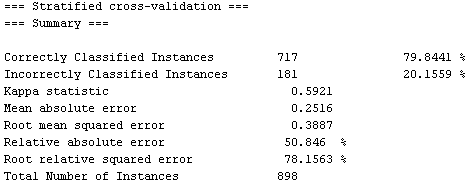 === Stratified cross-validation ===
=== Summary ===
Correctly Classified Instances 717 79.8441 %
Incorrectly Classified Instances 181 20.1559 %
Kappa statistic 0.5921
Mean absolute error 0.2516
Root mean squared error 0.3887
Relative absolute error 50.846 %
Root relative squared error 78.1563 %
Total Number of Instances 898